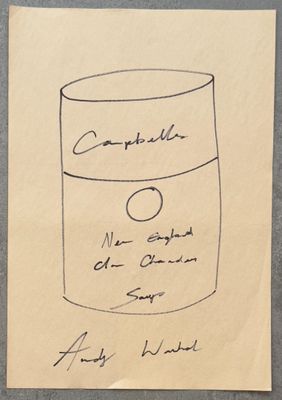 Campbells
New England
Clam Chowder
Soup
Andy Warhol